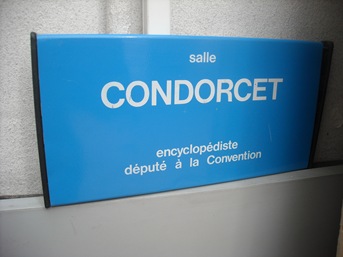 salle
CONDORCET
encyclopédiste
député à la Convention